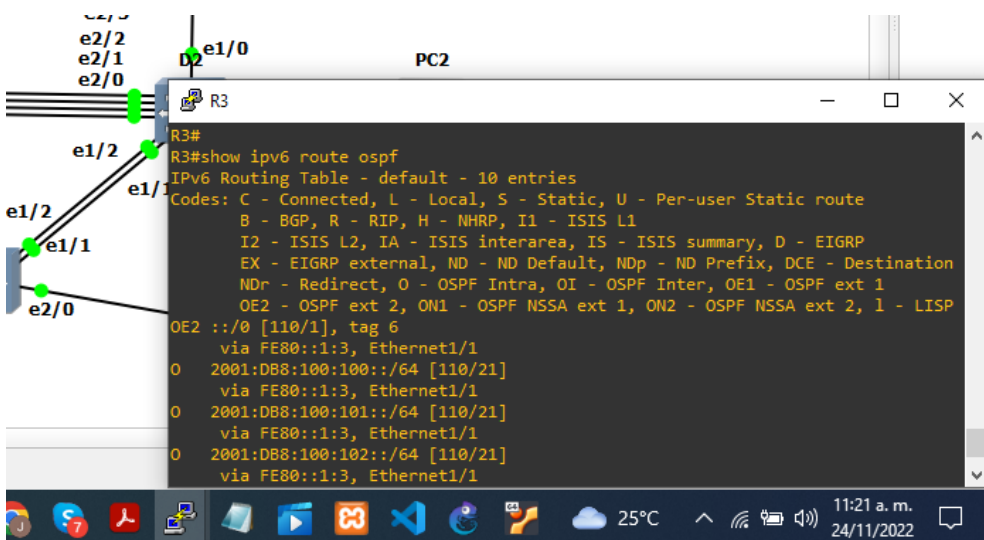 e2/2
e2/1
e2/0
D2
e1/0
PC2
e1/2
e1/2
e1/1
e2/0
R3
R3#
R3#show ipv6 route ospf
IPv6 Routing Table - default - 10 entries
Codes: C - Connected, L - Local, S - Static, U - Per-user Static route
B - BGP, R - RIP, H - NHRP, I1 - ISIS L1
I2 - ISIS L2, IA - ISIS interarea, IS - ISIS summary, D - EIGRP
EX - EIGRP external, ND - ND Default, NDp - ND Prefix, DCE - Destination
NDr - Redirect, O - OSPF Intra, OI - OSPF Inter, OE1 - OSPF ext 1
OE2 - OSPF ext 2, ON1 - OSPF NSSA ext 1, ON2 - OSPF NSSA ext 2, l - LISP
OE2 ::/0 [110/1], tag 6
via FE80::1:3, Ethernet1/1
O 2001:DB8:100:100::/64 [110/21]
via FE80::1:3, Ethernet1/1
O 2001:DB8:100:101::/64 [110/21]
via FE80::1:3, Ethernet1/1
O 2001:DB8:100:102::/64 [110/21]
via FE80::1:3, Ethernet1/1
7
64
25°C
11:21 a. m.
24/11/2022